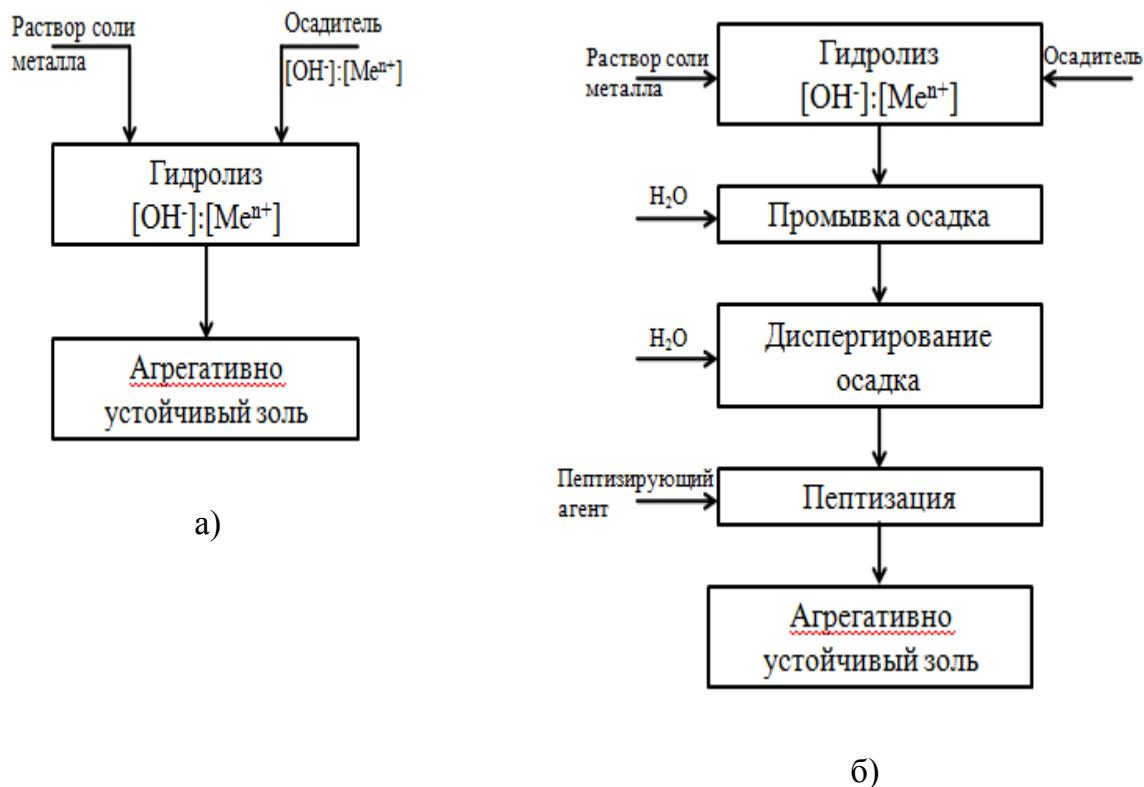 Раствор соли
металла
Осадитель
[OH⁻]:[Meⁿ⁺]
Гидролиз
[OH⁻]:[Meⁿ⁺]
Агрегативно
устойчивый золь
а)
Раствор соли
металла
Гидролиз
[OH⁻]:[Meⁿ⁺]
Осадитель
H₂O
Промывка осадка
H₂O
Диспергирование
осадка
Пептизирующий
агент
Пептизация
Агрегативно
устойчивый золь
б)